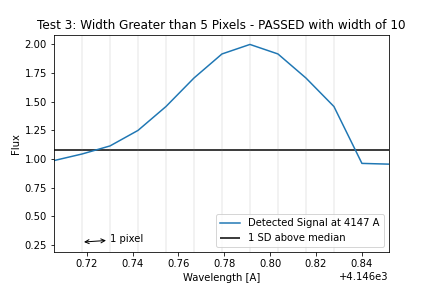 Test 3: Width Greater than 5 Pixels - PASSED with width of 10
2.00
1.75
1.50
1.25
1.00
0.75
0.50
0.25
Flux
1 pixel
Detected Signal at 4147 A
1 SD above median
0.72 0.74 0.76 0.78 0.80 0.82 0.84
Wavelength [A]
+4.146e3